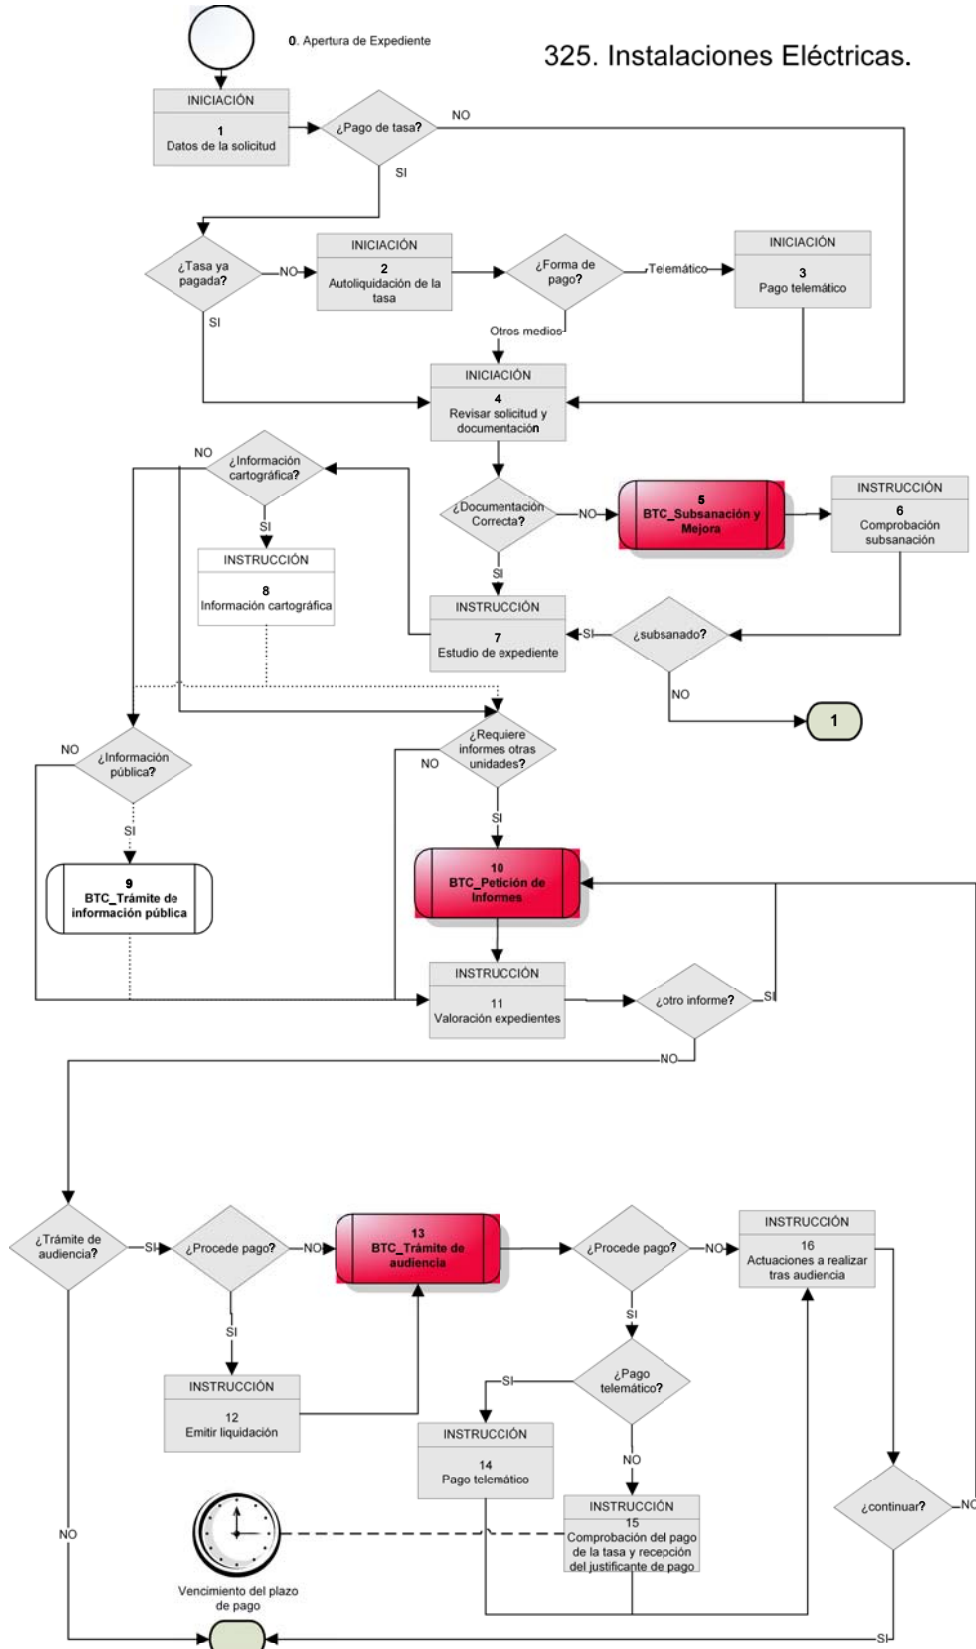 0. Apertura de Expediente
325. Instalaciones Eléctricas.
INICIACIÓN
1
Datos de la solicitud
¿Pago de tasa?
NO
SI
¿Tasa ya
pagada?
NO
SI
INICIACIÓN
2
Autoliquidación de la
tasa
¿Forma de
pago?
Telemático
Otros medios
INICIACIÓN
3
Pago telemático
INICIACIÓN
4
Revisar solicitud y
documentación
¿Documentación
Correcta?
NO
SI
5
BTC_Subsanación y
Mejora
INSTRUCCIÓN
6
Comprobación
subsanación
¿subsanado?
SI
NO
1
INSTRUCCIÓN
7
Estudio de expediente
¿Información
cartográfica?
NO
SI
INSTRUCCIÓN
8
Información cartográfica
¿Información
pública?
NO
SI
9
BTC_Trámite de
información pública
¿Requiere
informes otras
unidades?
NO
SI
10
BTC_Petición de
Informes
INSTRUCCIÓN
11
Valoración expedientes
¿otro informe?
SI
NO
¿Trámite de
audiencia?
SI
NO
¿Procede pago?
NO
SI
INSTRUCCIÓN
12
Emitir liquidación
13
BTC_Trámite de
audiencia
¿Procede pago?
NO
SI
¿Pago
telemático?
SI
NO
INSTRUCCIÓN
14
Pago telemático
INSTRUCCIÓN
15
Comprobación del pago
de la tasa y recepción
del justificante de pago
INSTRUCCIÓN
16
Actuaciones a realizar
tras audiencia
¿continuar?
NO
SI
Vencimiento del plazo
de pago